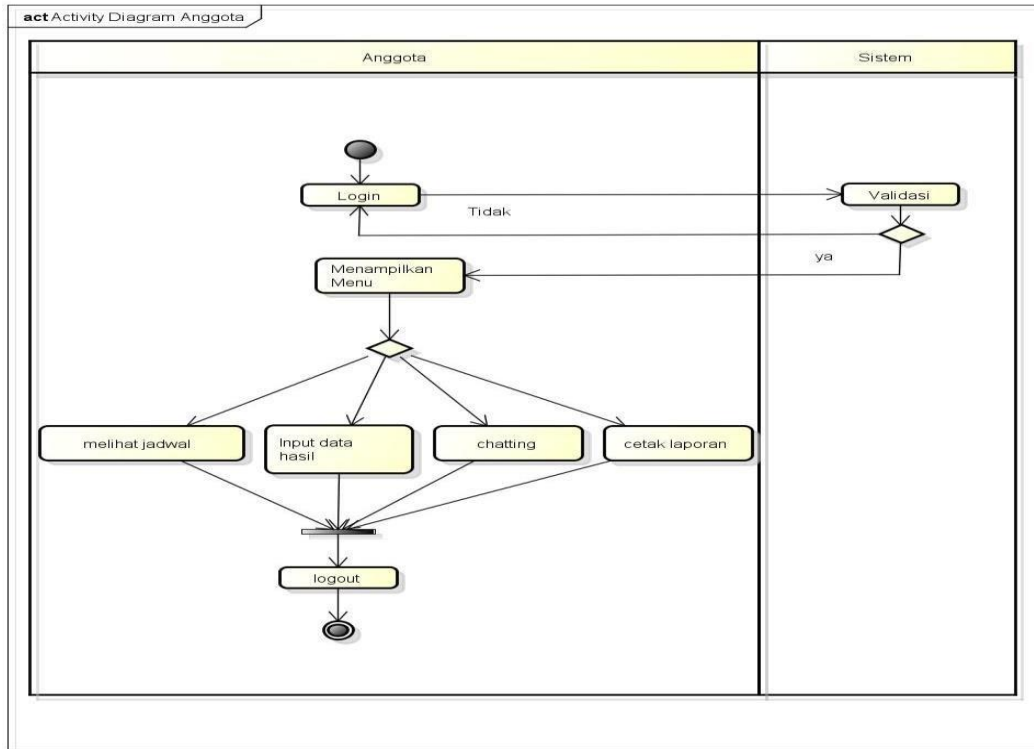 act Activity Diagram Anggota
Anggota
Sistem
Login
Validasi
Tidak
ya
Menampilkan
Menu
melihat jadwal
Input data
hasil
chatting
cetak laporan
logout